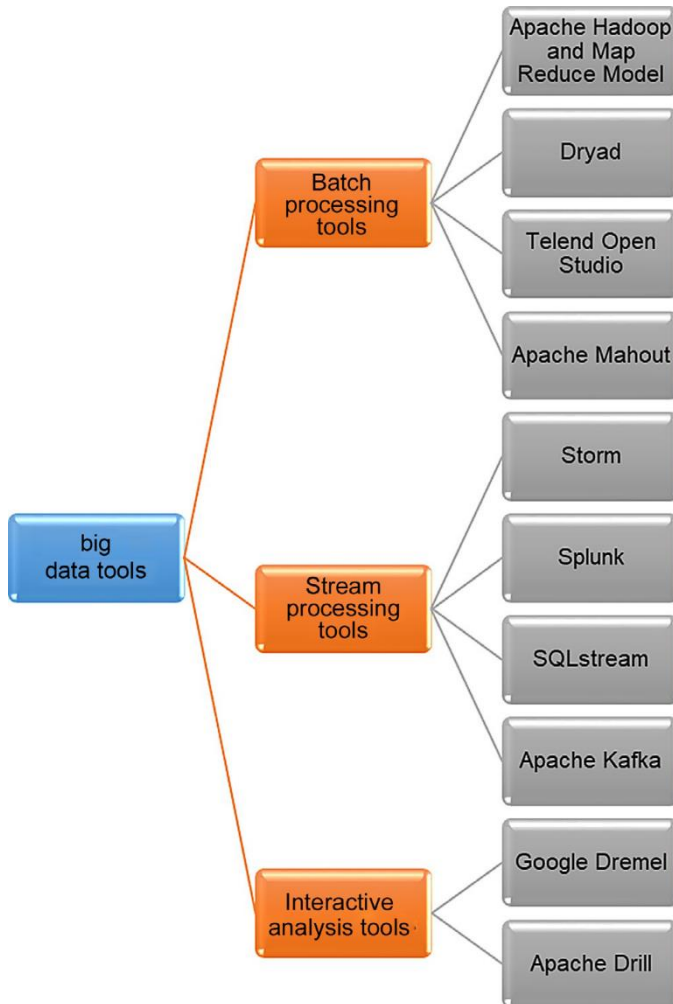 big
data tools
Batch
processing
tools
Apache Hadoop
and Map
Reduce Model
Dryad
Telend Open
Studio
Apache Mahout
Stream
processing
tools
Storm
Splunk
SQLstream
Apache Kafka
Interactive
analysis tools
Google Dremel
Apache Drill